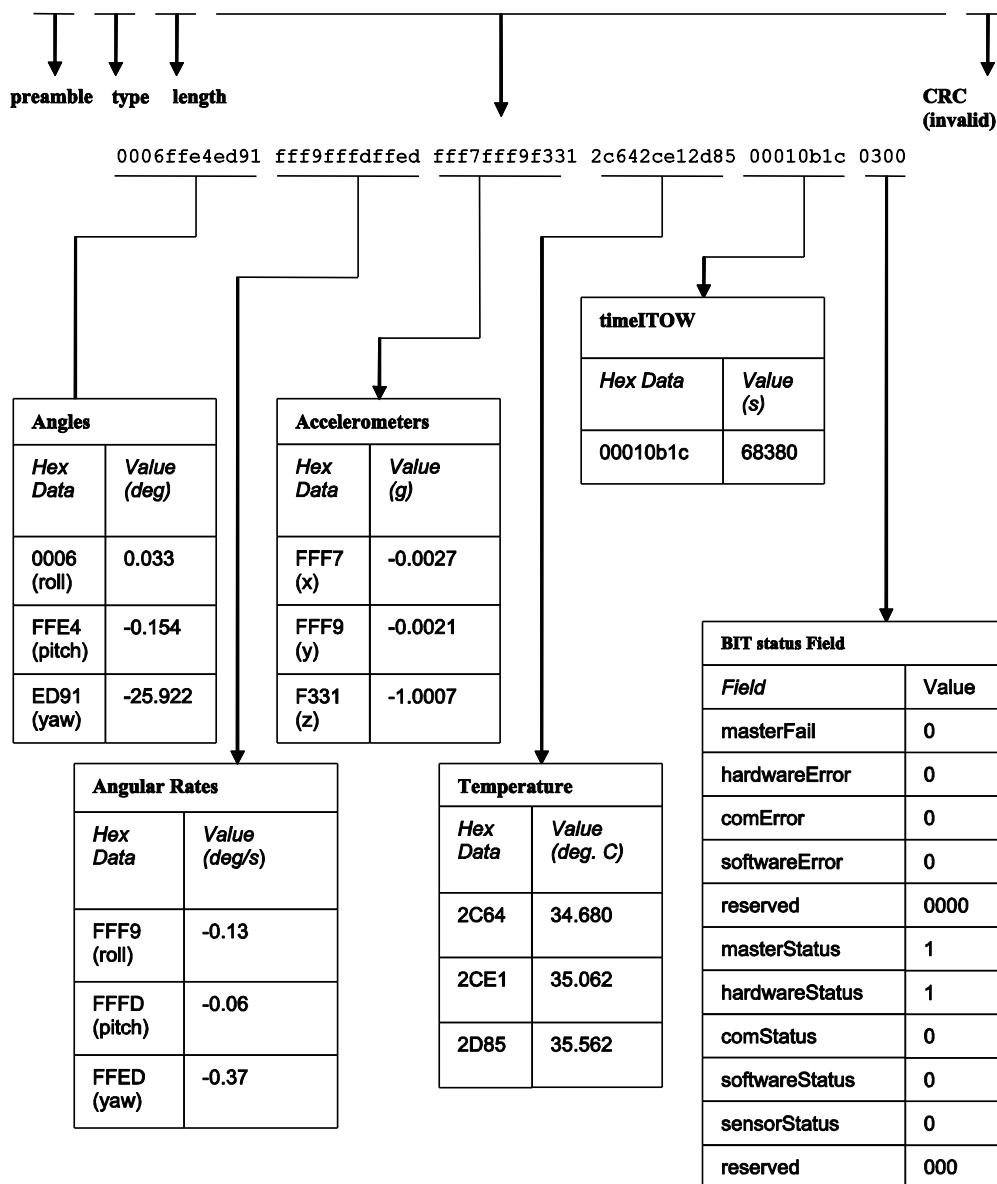 preamble type length
CRC
(invalid)
0006ffe4ed91 fff9fffdffed fff7fff9f331 2c642ce12d85 00010b1c 0300
timeITOW
Hex Data Value
(s)
00010b1c 68380
Angles
Hex Value
Data (deg)
0006 0.033
(roll)
FFE4 -0.154
(pitch)
ED91 -25.922
(yaw)
Accelerometers
Hex Value
Data (g)
FFF7 -0.0027
(x)
FFF9 -0.0021
(y)
F331 -1.0007
(z)
Angular Rates
Hex Value
Data (deg/s)
FFF9 -0.13
(roll)
FFFD -0.06
(pitch)
FFED -0.37
(yaw)
Temperature
Hex Value
Data (deg. C)
2C64 34.680
2CE1 35.062
2D85 35.562
BIT status Field
Field Value
masterFail 0
hardwareError 0
comError 0
softwareError 0
reserved 0000
masterStatus 1
hardwareStatus 1
comStatus 0
softwareStatus 0
sensorStatus 0
reserved 000